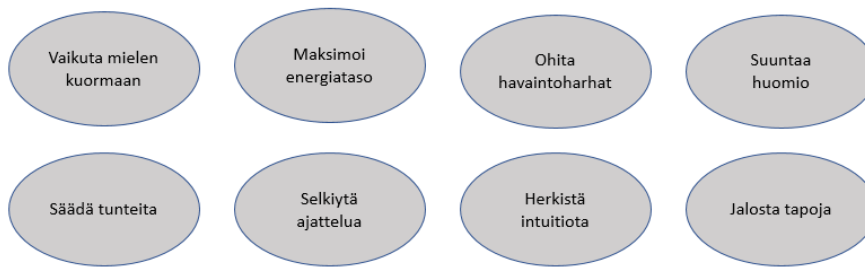 Vaikuta mielen
kuormaan
Maksimoi
energiataso
Ohita
havaintoharhat
Suuntaa
huomio
Säädä tunteita
Selkiytä
ajattelua
Herkistä
intuitiota
Jalosta tapoja